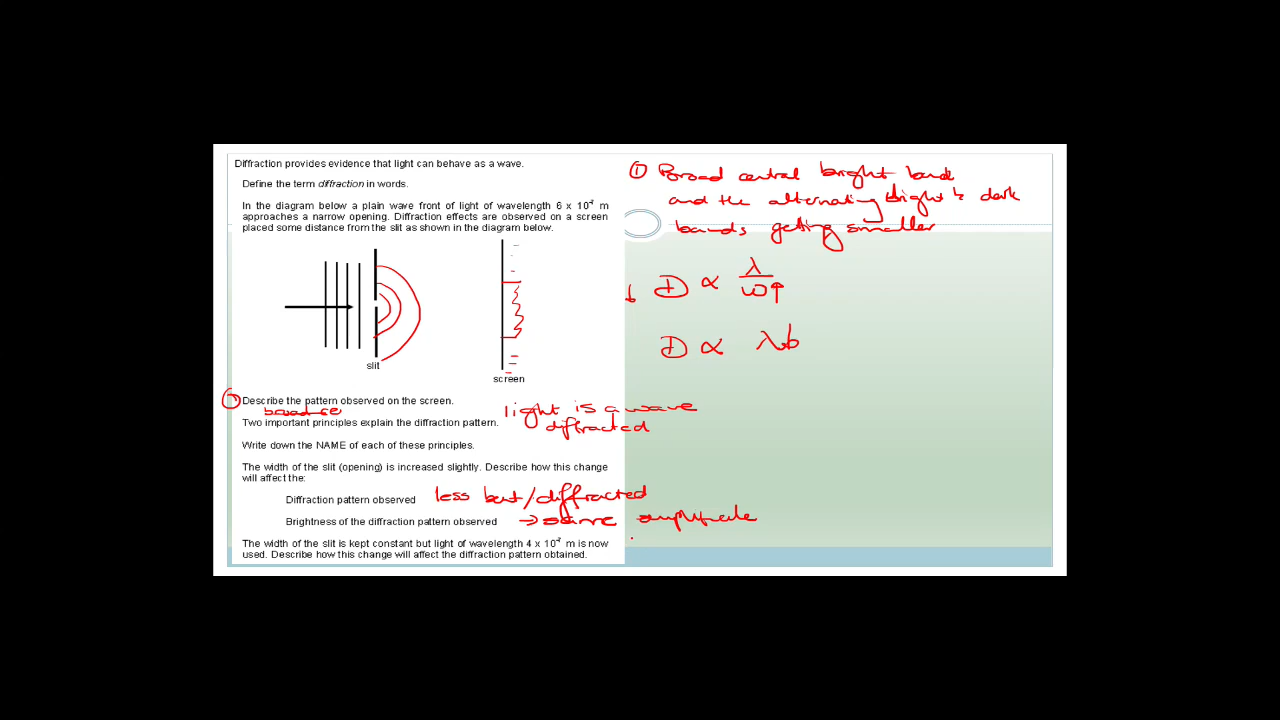 Diffraction provides evidence that light can behave as a wave.
Define the term diffraction in words.
In the diagram below a plain wave front of light of wavelength 6 x 10⁻⁷ m
approaches a narrow opening. Diffraction effects are observed on a screen
placed some distance from the slit as shown in the diagram below.
slit
screen
① Describe the pattern observed on the screen.
Two important principles explain the diffraction pattern.
light is a wave
diffracted
Write down the NAME of each of these principles.
The width of the slit (opening) is increased slightly. Describe how this change
will affect the:
Diffraction pattern observed less bent/diffracted
Brightness of the diffraction pattern observed → same amplitude
The width of the slit is kept constant but light of wavelength 4 x 10⁻⁷ m is now
used. Describe how this change will affect the diffraction pattern obtained.
① Broad central bright band
and the alternating bright & dark
bands getting smaller
D ∝ λ/w↑
D ∝ λ↓